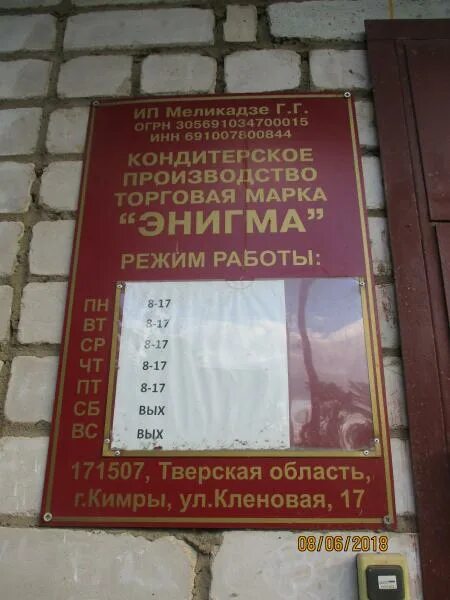 ИП Меликадзе Г.Г.
ОГРН 305691034700015
ИНН 691007800844
КОНДИТЕРСКОЕ
ПРОИЗВОДСТВО
ТОРГОВАЯ МАРКА
“ЭНИГМА”
РЕЖИМ РАБОТЫ:
ПН 8-17
ВТ 8-17
СР 8-17
ЧТ 8-17
ПТ 8-17
СБ ВЫХ
ВС ВЫХ
171507, Тверская область,
г.Кимры, ул.Кленовая, 17
08/06/2018